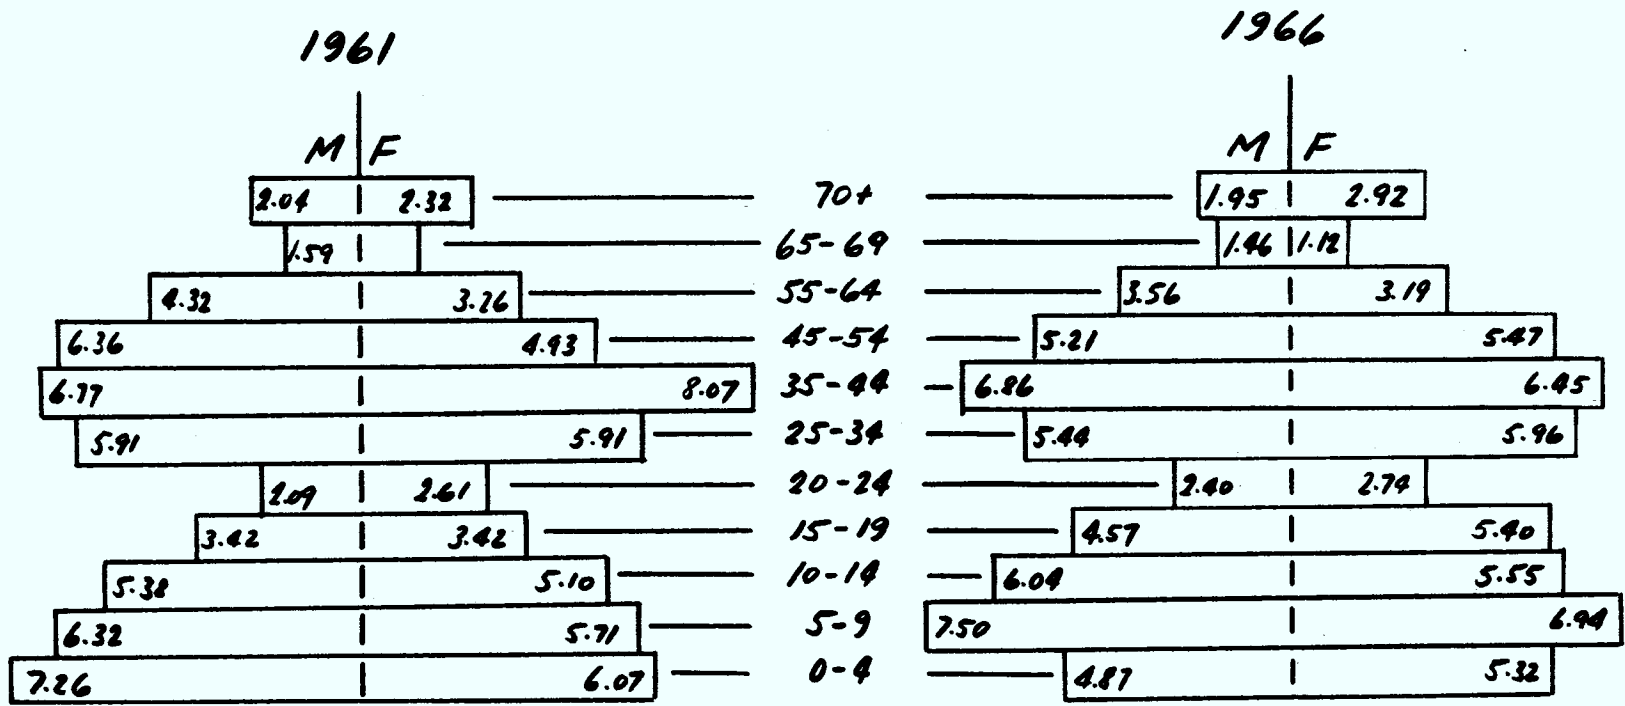 1961 1966
M F M F
2.04 2.32 70+ 1.95 2.92
1.59 65-69 1.46 1.12
4.32 3.26 55-64 3.56 3.19
6.36 4.93 45-54 5.21 5.47
6.77 8.07 35-44 6.86 6.45
5.91 5.91 25-34 5.44 5.96
2.09 2.61 20-24 2.40 2.74
3.42 3.42 15-19 4.57 5.40
5.38 5.10 10-14 6.04 5.55
6.32 5.71 5-9 7.50 6.94
7.26 6.07 0-4 4.87 5.32